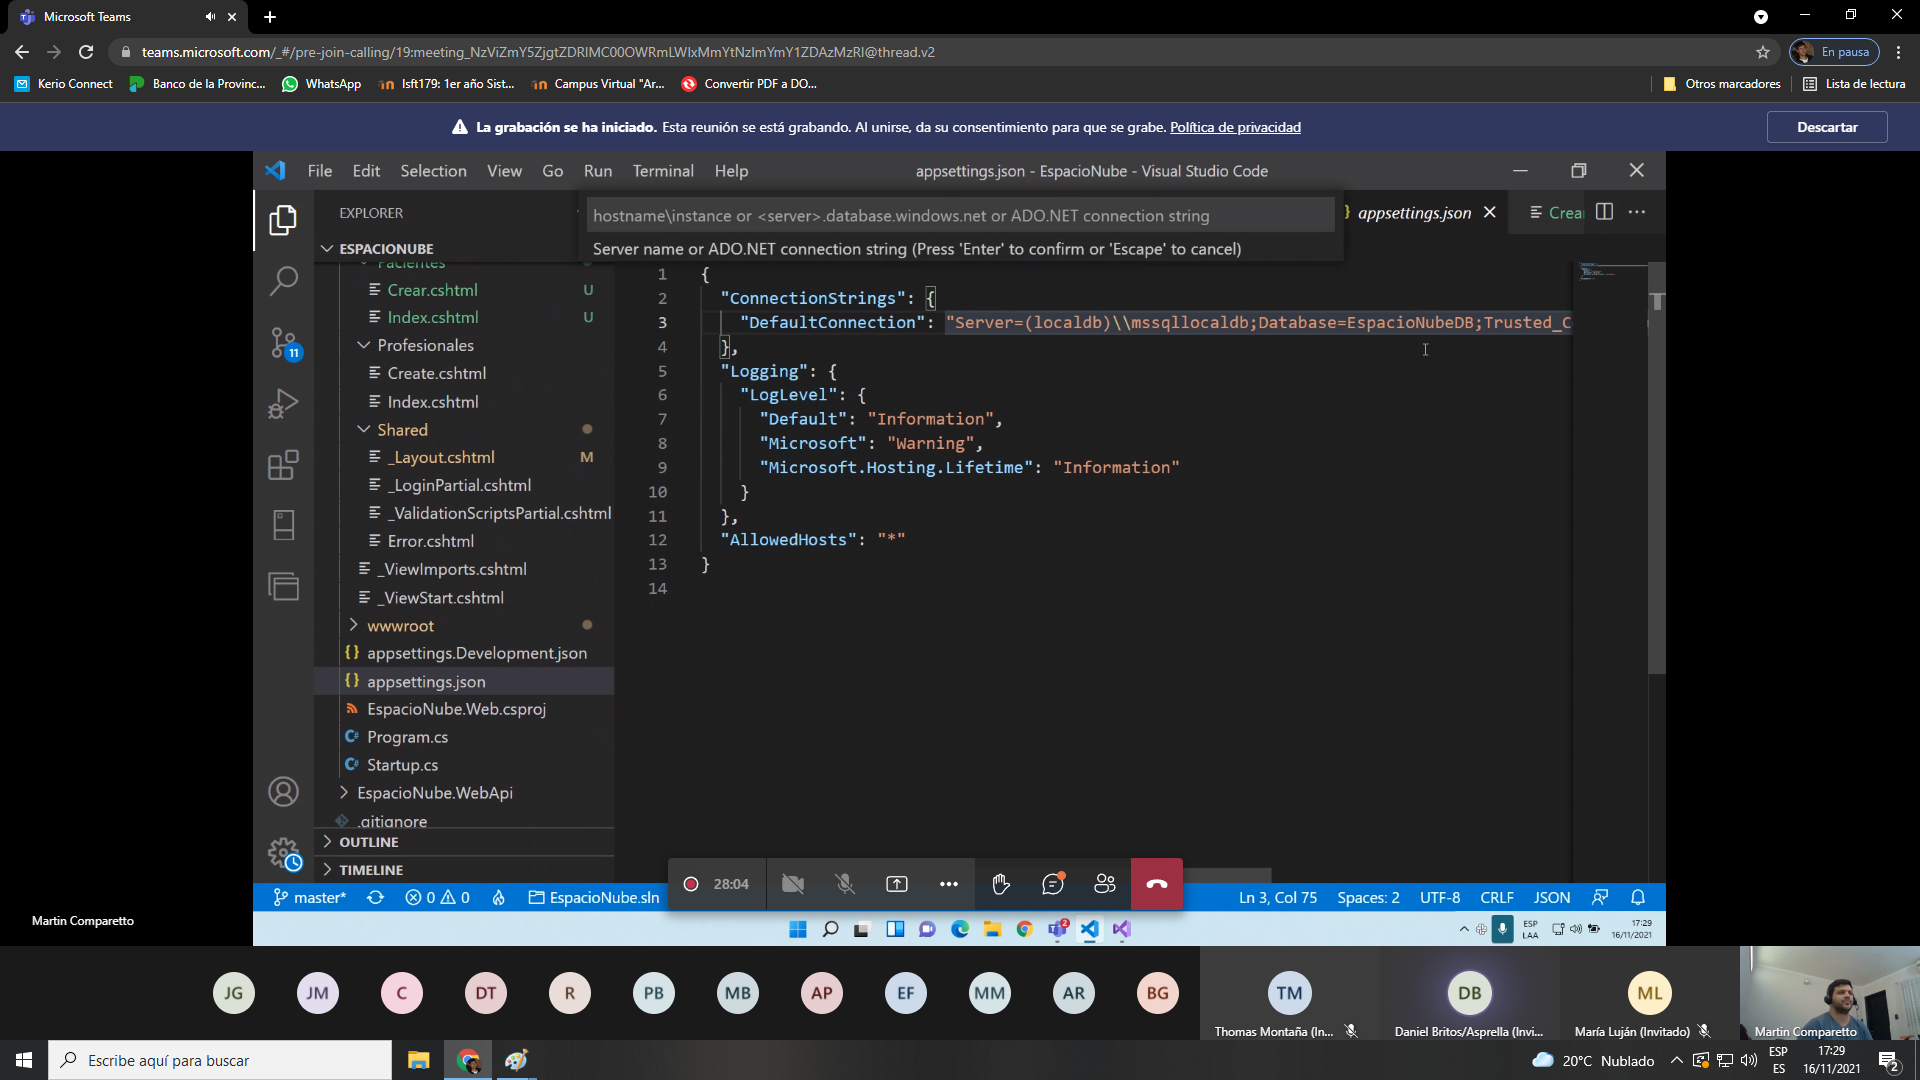 Microsoft Teams
teams.microsoft.com/_#/pre-join-calling/19:meeting_NzViZmY5ZjgtZDRlMC00OWRmLWIxMmYtNzlmYmY1ZDAzMzRl@thread.v2
En pausa
Kerio Connect
Banco de la Provinc...
WhatsApp
Isft179: 1er año Sist...
Campus Virtual "Ar...
Convertir PDF a DO...
Otros marcadores
Lista de lectura
La grabación se ha iniciado. Esta reunión se está grabando. Al unirse, da su consentimiento para que se grabe. Política de privacidad
Descartar
File Edit Selection View Go Run Terminal Help
appsettings.json - EspacioNube - Visual Studio Code
EXPLORER
hostname\instance or <server>.database.windows.net or ADO.NET connection string
Server name or ADO.NET connection string (Press 'Enter' to confirm or 'Escape' to cancel)
appsettings.json
Crear
ESPACIONUBE
Pacientes
Crear.cshtml U
Index.cshtml U
Profesionales
Create.cshtml
Index.cshtml
Shared
_Layout.cshtml M
_LoginPartial.cshtml
_ValidationScriptsPartial.cshtml
Error.cshtml
_ViewImports.cshtml
_ViewStart.cshtml
wwwroot
appsettings.Development.json
appsettings.json
EspacioNube.Web.csproj
Program.cs
Startup.cs
EspacioNube.WebApi
.gitignore
OUTLINE
TIMELINE
11
1 {
2 "ConnectionStrings": {
3 "DefaultConnection": "Server=(localdb)\\mssqllocaldb;Database=EspacioNubeDB;Trusted_C
4 },
5 "Logging": {
6 "LogLevel": {
7 "Default": "Information",
8 "Microsoft": "Warning",
9 "Microsoft.Hosting.Lifetime": "Information"
10 }
11 },
12 "AllowedHosts": "*"
13 }
14
28:04
master*
0 0
EspacioNube.sln
Ln 3, Col 75
Spaces: 2
UTF-8
CRLF
JSON
2
ESP
LAA
17:29
16/11/2021
Martin Comparetto
JG
JM
C
DT
R
PB
MB
AP
EF
MM
AR
BG
TM
Thomas Montaña (In...
DB
Daniel Britos/Asprella (Invi...
ML
María Luján (Invitado)
Martin Comparetto
Escribe aquí para buscar
20°C Nublado
ESP
ES
17:29
16/11/2021
2